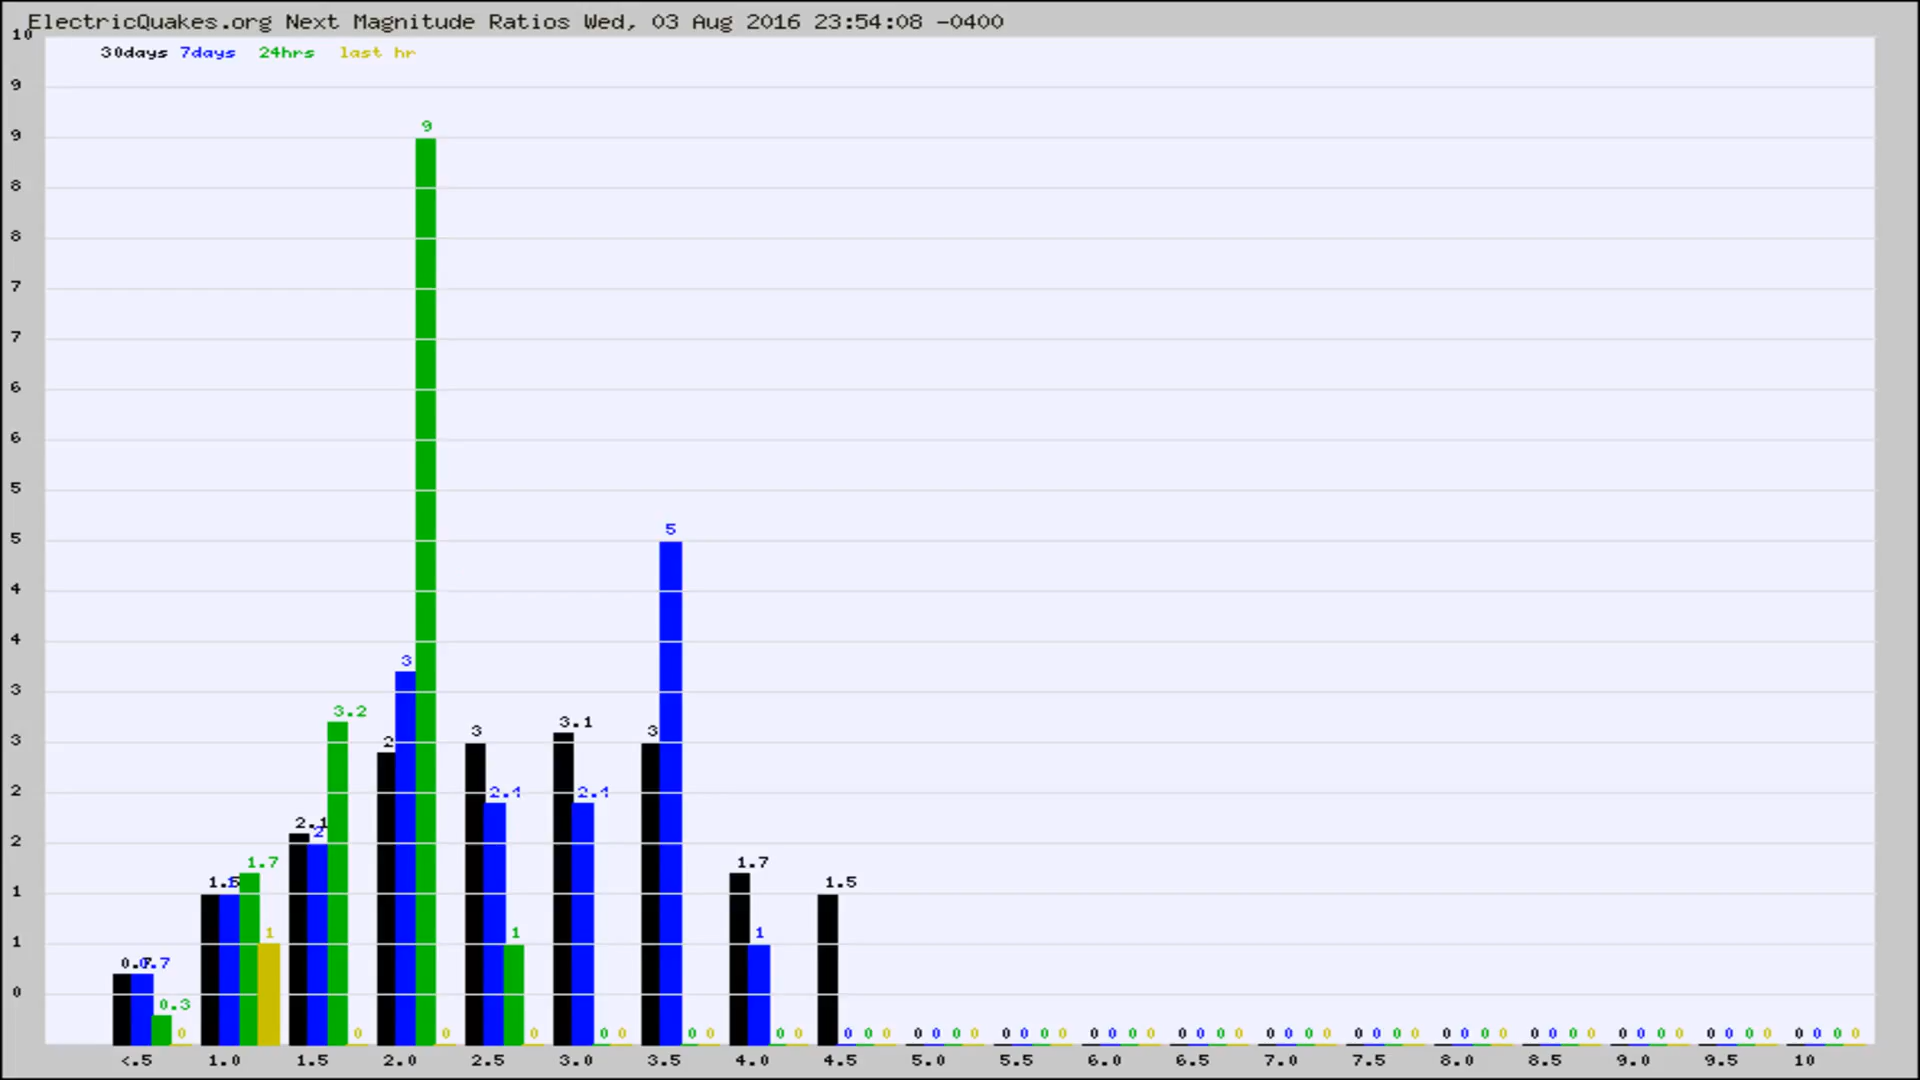 ElectricQuakes.org Next Magnitude Ratios Wed, 03 Aug 2016 23:54:08 -0400
30days 7days 24hrs last hr
10
9
9
8
8
7
7
6
6
5
5
4
4
3
3
2
2
1
1
0
0.7 0.7 0.3 0
1.5 1.7 1
2.1 2 3.2 0
2 3 9 0
3 2.4 1 0
3.1 2.4 0 0
3 5 0 0
1.7 1 0 0
1.5 0 0 0
0 0 0 0
0 0 0 0
0 0 0 0
0 0 0 0
0 0 0 0
0 0 0 0
0 0 0 0
0 0 0 0
0 0 0 0
0 0 0 0
0 0 0 0
<.5 1.0 1.5 2.0 2.5 3.0 3.5 4.0 4.5 5.0 5.5 6.0 6.5 7.0 7.5 8.0 8.5 9.0 9.5 10